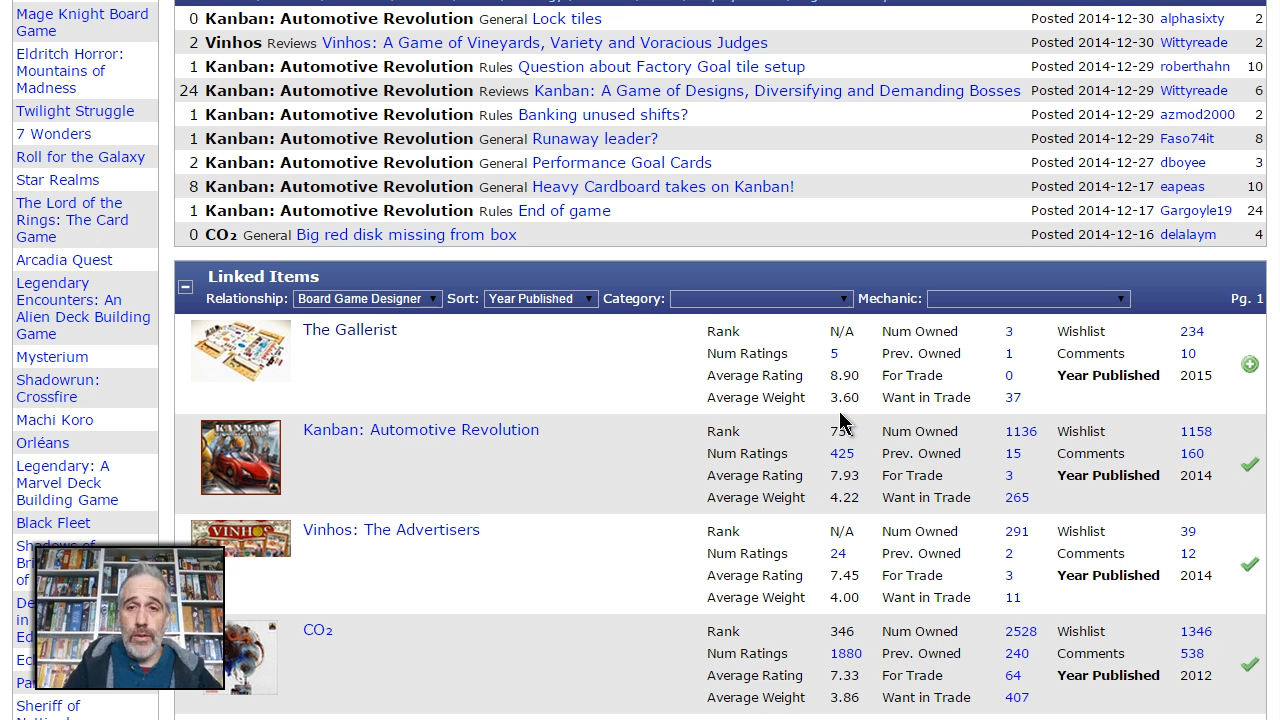 Mage Knight Board
Game
Eldritch Horror:
Mountains of
Madness
Twilight Struggle
7 Wonders
Roll for the Galaxy
Star Realms
The Lord of the
Rings: The Card
Game
Arcadia Quest
Legendary
Encounters: An
Alien Deck Building
Game
Mysterium
Shadowrun:
Crossfire
Machi Koro
Orléans
Legendary: A
Marvel Deck
Building Game
Black Fleet
Shadows of
Bri
of
De
in
Ed
Ec
Pa
Sheriff of
0 Kanban: Automotive Revolution General Lock tiles Posted 2014-12-30 alphasixty 2
2 Vinhos Reviews Vinhos: A Game of Vineyards, Variety and Voracious Judges Posted 2014-12-30 Wittyreade 2
1 Kanban: Automotive Revolution Rules Question about Factory Goal tile setup Posted 2014-12-29 roberthahn 10
24 Kanban: Automotive Revolution Reviews Kanban: A Game of Designs, Diversifying and Demanding Bosses Posted 2014-12-29 Wittyreade 6
1 Kanban: Automotive Revolution Rules Banking unused shifts? Posted 2014-12-29 azmod2000 2
1 Kanban: Automotive Revolution General Runaway leader? Posted 2014-12-29 Faso74it 8
2 Kanban: Automotive Revolution General Performance Goal Cards Posted 2014-12-27 dboyee 3
8 Kanban: Automotive Revolution General Heavy Cardboard takes on Kanban! Posted 2014-12-17 eapeas 10
1 Kanban: Automotive Revolution Rules End of game Posted 2014-12-17 Gargoyle19 24
0 CO₂ General Big red disk missing from box Posted 2014-12-16 delalaym 4
Linked Items
Relationship: Board Game Designer Sort: Year Published Category: Mechanic: Pg. 1
The Gallerist Rank N/A Num Owned 3 Wishlist 234
Num Ratings 5 Prev. Owned 1 Comments 10
Average Rating 8.90 For Trade 0 Year Published 2015
Average Weight 3.60 Want in Trade 37
Kanban: Automotive Revolution Rank Num Owned 1136 Wishlist 1158
Num Ratings 425 Prev. Owned 15 Comments 160
Average Rating 7.93 For Trade 3 Year Published 2014
Average Weight 4.22 Want in Trade 265
KANBAN
Vinhos: The Advertisers Rank N/A Num Owned 291 Wishlist 39
VINHOS
Num Ratings 24 Prev. Owned 2 Comments 12
Average Rating 7.45 For Trade 3 Year Published 2014
Average Weight 4.00 Want in Trade 11
CO₂ Rank 346 Num Owned 2528 Wishlist 1346
Num Ratings 1880 Prev. Owned 240 Comments 538
Average Rating 7.33 For Trade 64 Year Published 2012
Average Weight 3.86 Want in Trade 407